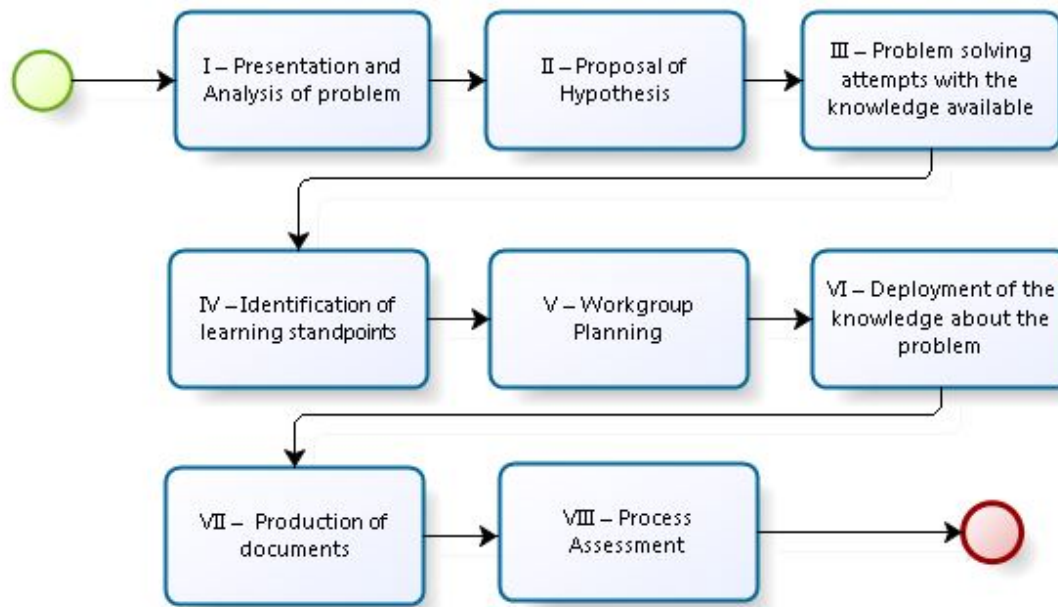 I – Presentation and
Analysis of problem
II – Proposal of
Hypothesis
III – Problem solving
attempts with the
knowledge available
IV – Identification of
learning standpoints
V – Workgroup
Planning
VI – Deployment of the
knowledge about the
problem
VII –  Production of
documents
VIII – Process
Assessment